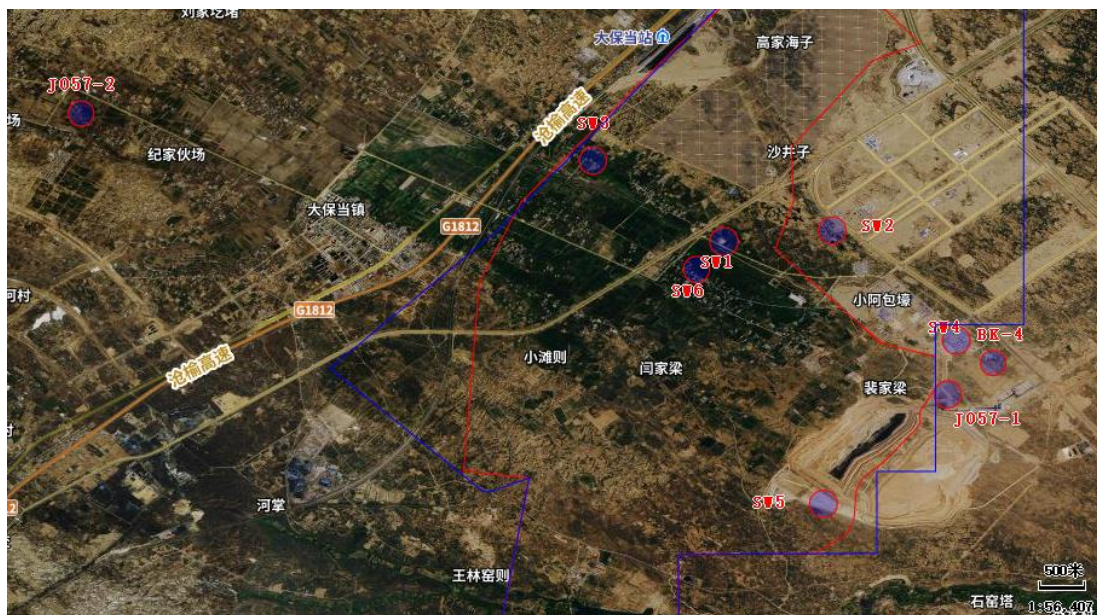 刘家圪堵
大保当站
高家海子
JO57-2
沧榆高速
SW3
场
纪家伙场
沙井子
大保当镇
G1812
SW2
SW1
SW6
河村
G1812
小阿包壕
SW4
BK-4
小滩则
闫家梁
沧榆高速
裴家梁
JO57-1
村
SW5
河掌
王林窑则
500米
石窑塔
1:56,407